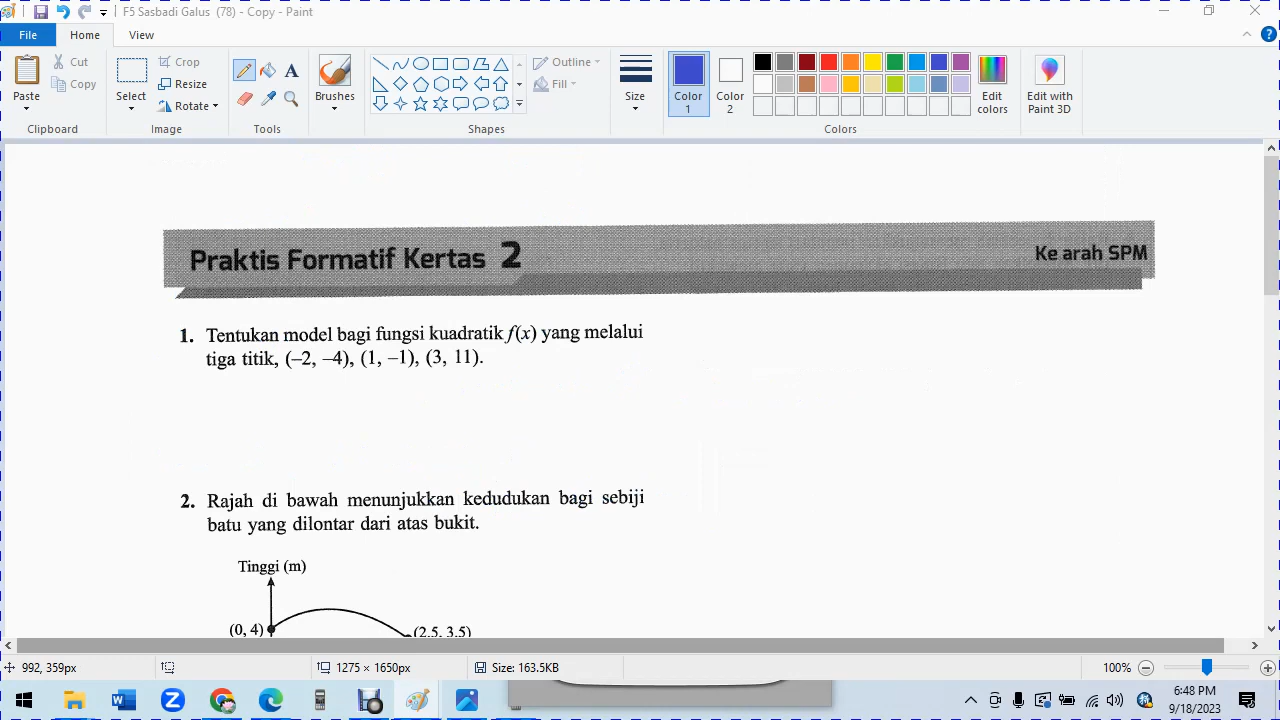 F5 Sasbadi Galus (78) - Copy - Paint
File Home View
Paste
Cut
Copy
Clipboard
Select
Crop
Resize
Rotate
Image
Tools
Brushes
Outline
Fill
Shapes
Size
Color 1
Color 2
Edit colors
Colors
Edit with Paint 3D
Praktis Formatif Kertas 2
Ke arah SPM
1. Tentukan model bagi fungsi kuadratik f(x) yang melalui
tiga titik, (–2, –4), (1, –1), (3, 11).
2. Rajah di bawah menunjukkan kedudukan bagi sebiji
batu yang dilontar dari atas bukit.
Tinggi (m)
(0, 4)
(2.5, 3.5)
992, 359px
1275 × 1650px
Size: 163.5KB
100%
6:48 PM
9/18/2023